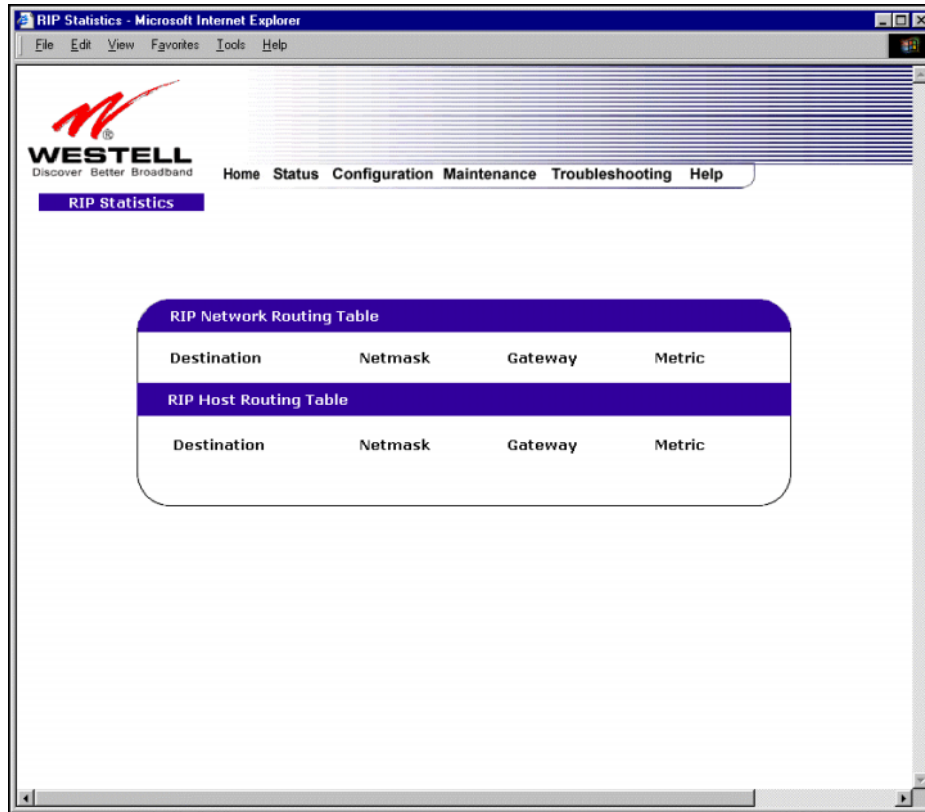 RIP Statistics - Microsoft Internet Explorer
File Edit View Favorites Tools Help
®
WESTELL
Discover Better Broadband
Home Status Configuration Maintenance Troubleshooting Help
RIP Statistics
RIP Network Routing Table
Destination Netmask Gateway Metric
RIP Host Routing Table
Destination Netmask Gateway Metric